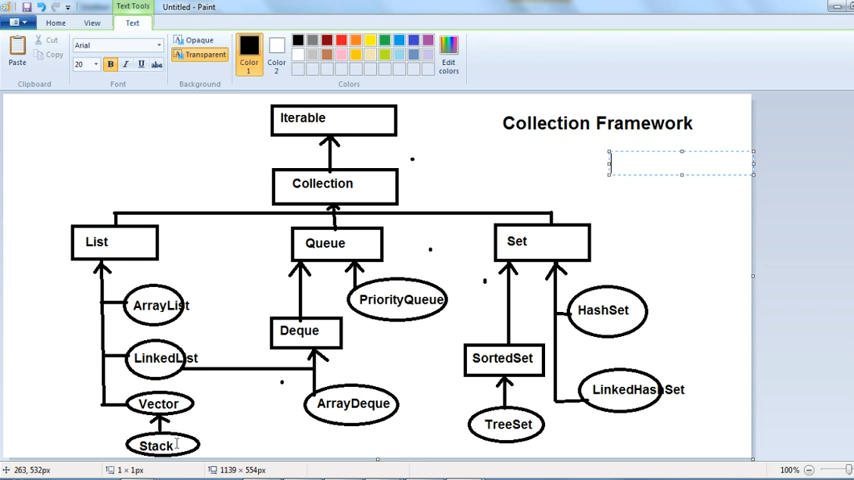 Text Tools
Untitled - Paint
Home
View
Text
Paste
Cut
Copy
Clipboard
Arial
20
B
I
U
abc
Font
Opaque
Transparent
Background
Color
1
Color
2
Colors
Edit
colors
Iterable
Collection Framework
Collection
List
Queue
Set
ArrayList
PriorityQueue
HashSet
Deque
LinkedList
SortedSet
Vector
ArrayDeque
LinkedHashSet
Stack
TreeSet
263, 532px
1 × 1px
1139 × 554px
100%